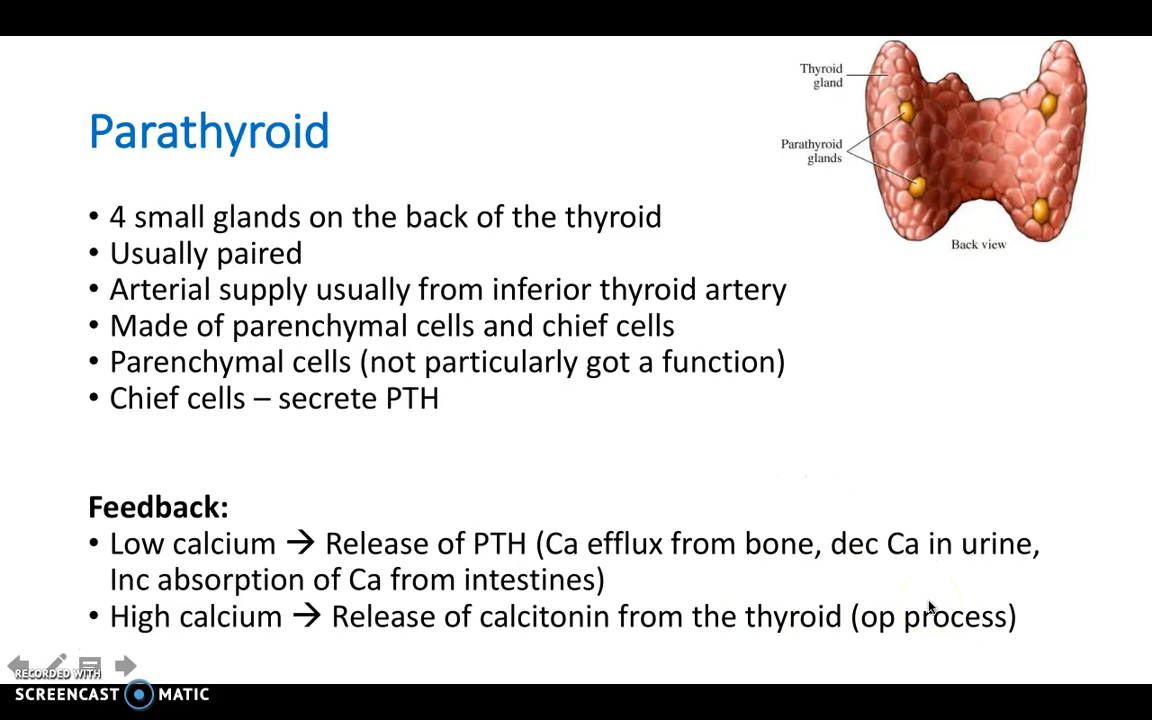 Thyroid
gland
Parathyroid
Parathyroid
glands
Back view
• 4 small glands on the back of the thyroid
• Usually paired
• Arterial supply usually from inferior thyroid artery
• Made of parenchymal cells and chief cells
• Parenchymal cells (not particularly got a function)
• Chief cells – secrete PTH
Feedback:
• Low calcium → Release of PTH (Ca efflux from bone, dec Ca in urine,
Inc absorption of Ca from intestines)
• High calcium → Release of calcitonin from the thyroid (op process)
RECORDED WITH
SCREENCAST MATIC